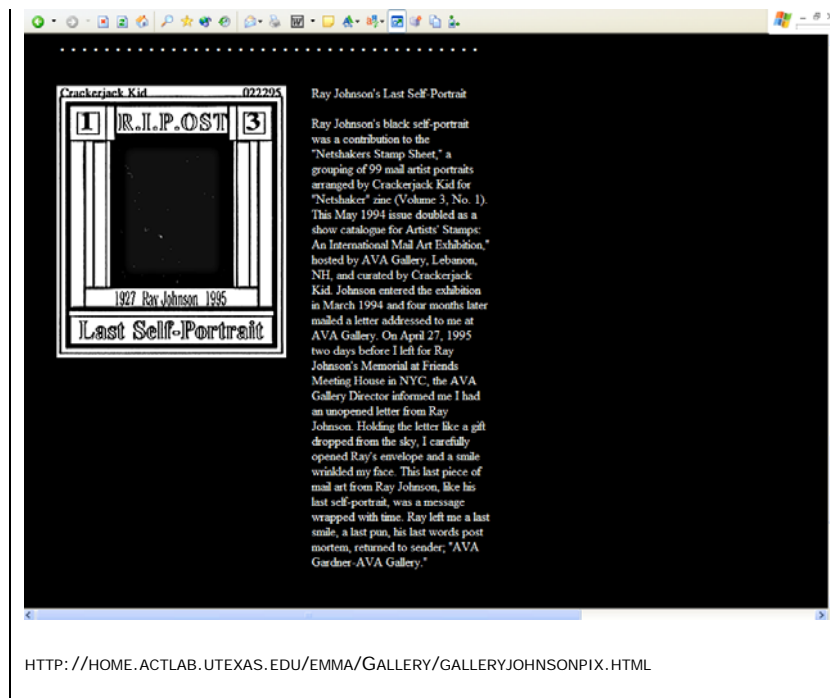 Crackerjack Kid 022295
1 R.I.P.OST 3
1927 Ray Johnson 1995
Last Self-Portrait
Ray Johnson's Last Self-Portrait
Ray Johnson's black self-portrait
was a contribution to the
"Netshakers Stamp Sheet," a
grouping of 99 mail artist portraits
arranged by Crackerjack Kid for
"Netshaker" zine (Volume 3, No. 1).
This May 1994 issue doubled as a
show catalogue for Artists' Stamps:
An International Mail Art Exhibition,"
hosted by AVA Gallery, Lebanon,
NH, and curated by Crackerjack
Kid. Johnson entered the exhibition
in March 1994 and four months later
mailed a letter addressed to me at
AVA Gallery. On April 27, 1995
two days before I left for Ray
Johnson's Memorial at Friends
Meeting House in NYC, the AVA
Gallery Director informed me I had
an unopened letter from Ray
Johnson. Holding the letter like a gift
dropped from the sky, I carefully
opened Ray's envelope and a smile
wrinkled my face. This last piece of
mail art from Ray Johnson, like his
last self-portrait, was a message
wrapped with time. Ray left me a last
smile, a last pun, his last words post
mortem, returned to sender; "AVA
Gardner-AVA Gallery."
HTTP://HOME.ACTLAB.UTEXAS.EDU/EMMA/GALLERY/GALLERYJOHNSONPIX.HTML